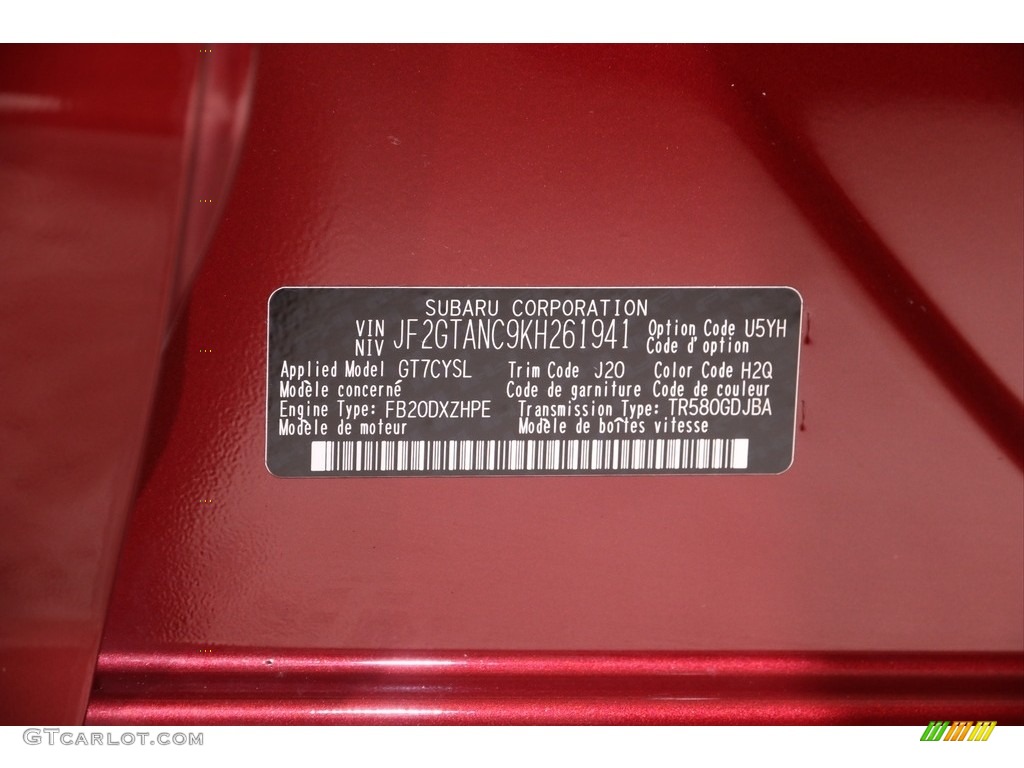 SUBARU CORPORATION
VIN JF2GTANC9KH261941 Option Code U5YH
NIV Code d'option
Applied Model GT7CYSL Trim Code J20 Color Code H2Q
Modèle concerné Code de garniture Code de couleur
Engine Type: FB20DXZHPE Transmission Type: TR580GDJBA
Modèle de moteur Modèle de boîtes vitesse
GTCARLOT.COM